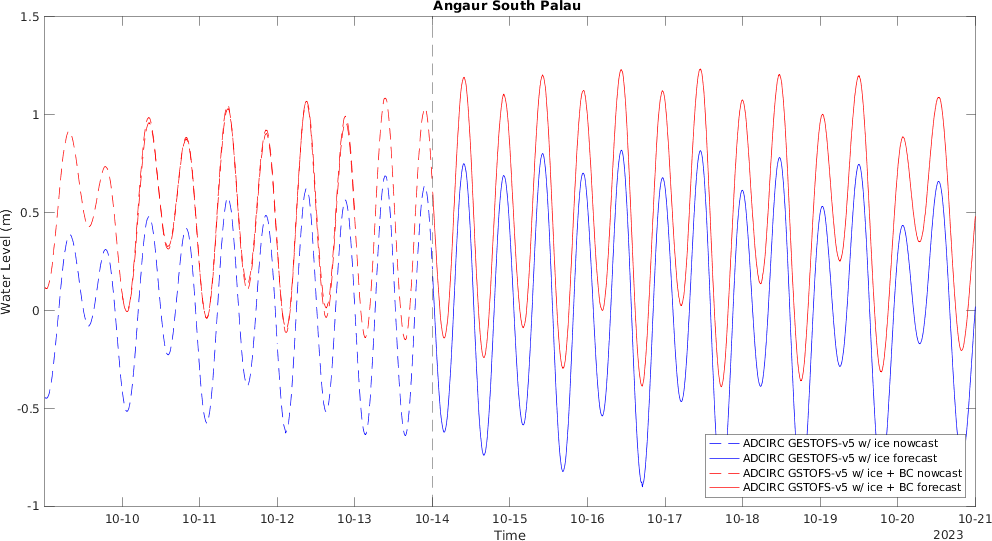 Angaur South Palau
1.5
1
0.5
0
-0.5
-1
Water Level (m)
10-10 10-11 10-12 10-13 10-14 10-15 10-16 10-17 10-18 10-19 10-20 10-21
Time
2023
ADCIRC GESTOFS-v5 w/ ice nowcast
ADCIRC GESTOFS-v5 w/ ice forecast
ADCIRC GSTOFS-v5 w/ ice + BC nowcast
ADCIRC GSTOFS-v5 w/ ice + BC forecast